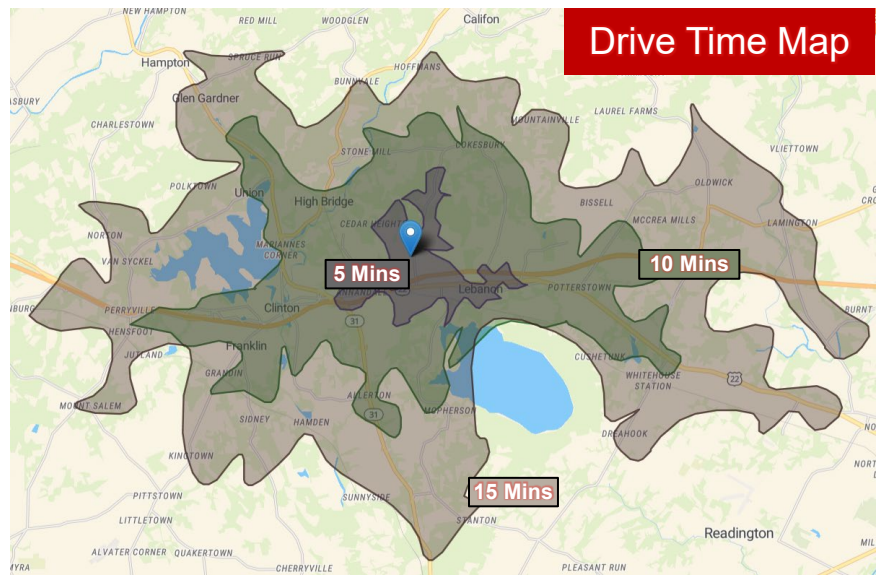 NEW HAMPTON
RED MILL
WOODGLEN
Califon
Drive Time Map
Hampton
SPRUCE RUN
HOFFMANS
BUNNVALE
ASBURY
Glen Gardner
CHARLESTOWN
MOUNTAINVILLE
LAUREL FARMS
VLIETTOWN
STONE MILL
COKESBURY
POLKTOWN
Union
High Bridge
BISSELL
OLDWICK
CEDAR HEIGHTS
MCCREA MILLS
LAMINGTON
NORTON
VAN SYCKEL
MARIANNES
CORNER
5 Mins
10 Mins
ANNANDALE
Lebanon
POTTERSTOWN
PERRYVILLE
Clinton
31
BURNT
HENSFOOT
JUTLAND
Franklin
CUSHETUNK
GRANDIN
WHITEHOUSE
STATION
22
MOUNT SALEM
ALLERTON
31
MCPHERSON
SIDNEY
HAMDEN
DREAHOOK
KINGTOWN
PITTSTOWN
SUNNYSIDE
15 Mins
LITTLETOWN
STANTON
Readington
ALVATER CORNER
QUAKERTOWN
CHERRYVILLE
PLEASANT RUN
MYRA